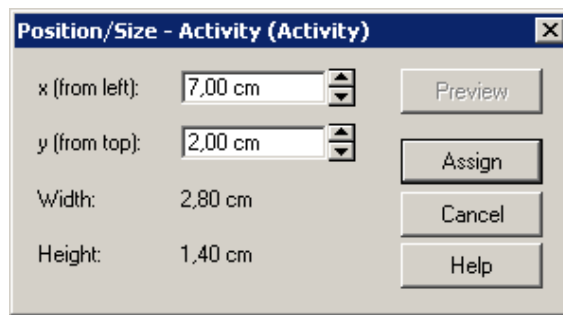 Position/Size - Activity (Activity)
x (from left): 7,00 cm
Preview
y (from top): 2,00 cm
Assign
Width: 2,80 cm
Cancel
Height: 1,40 cm
Help